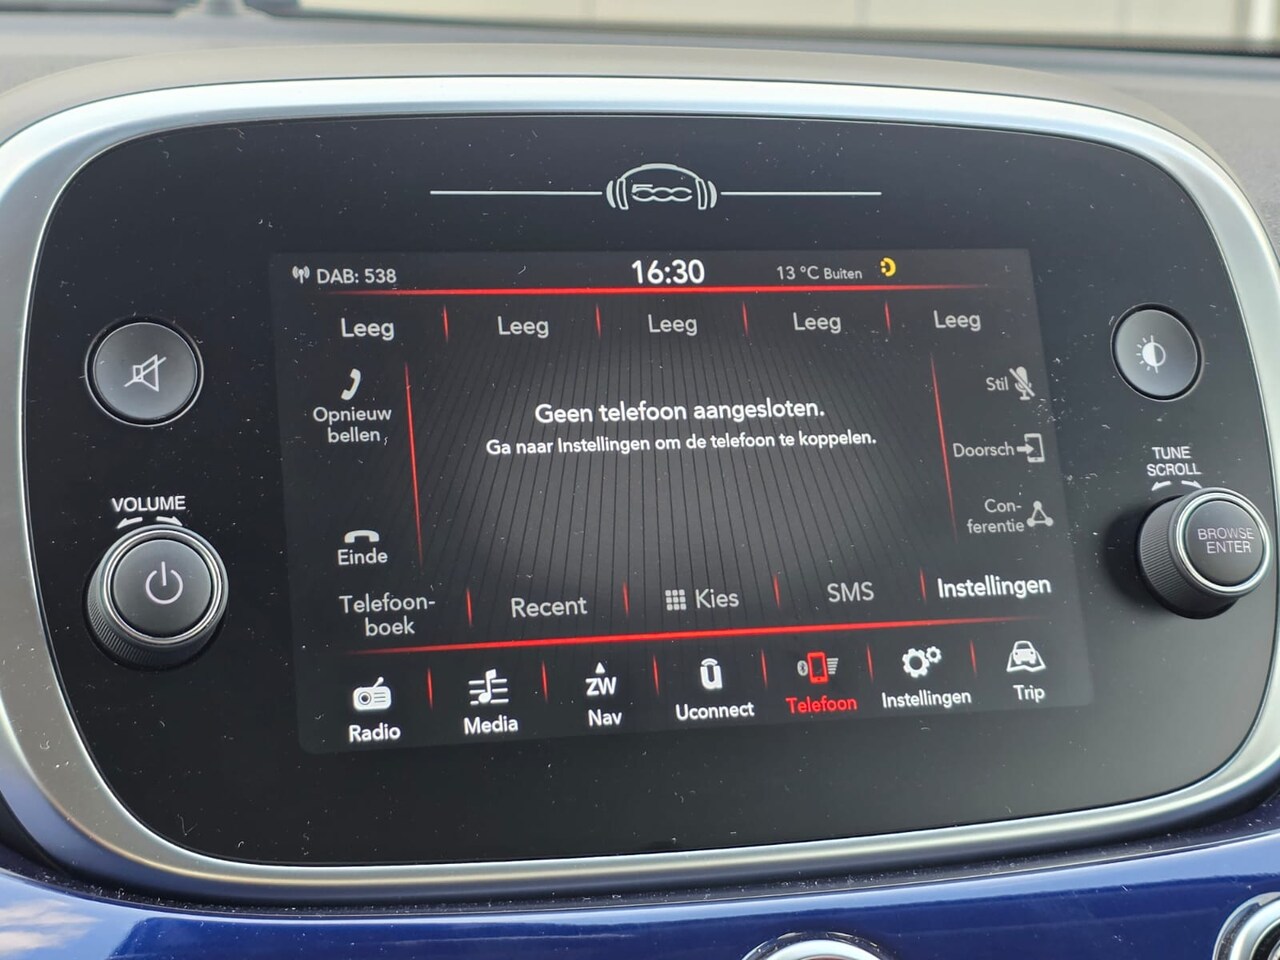 500
DAB: 538
16:30
13 °C Buiten
Leeg
Leeg
Leeg
Leeg
Leeg
Opnieuw
bellen
Geen telefoon aangesloten.
Ga naar Instellingen om de telefoon te koppelen.
Stil
Doorsch
Con-
ferentie
Einde
Telefoon-
boek
Recent
Kies
SMS
Instellingen
Radio
Media
ZW
Nav
Uconnect
Telefoon
Instellingen
Trip
VOLUME
TUNE
SCROLL
BROWSE
ENTER